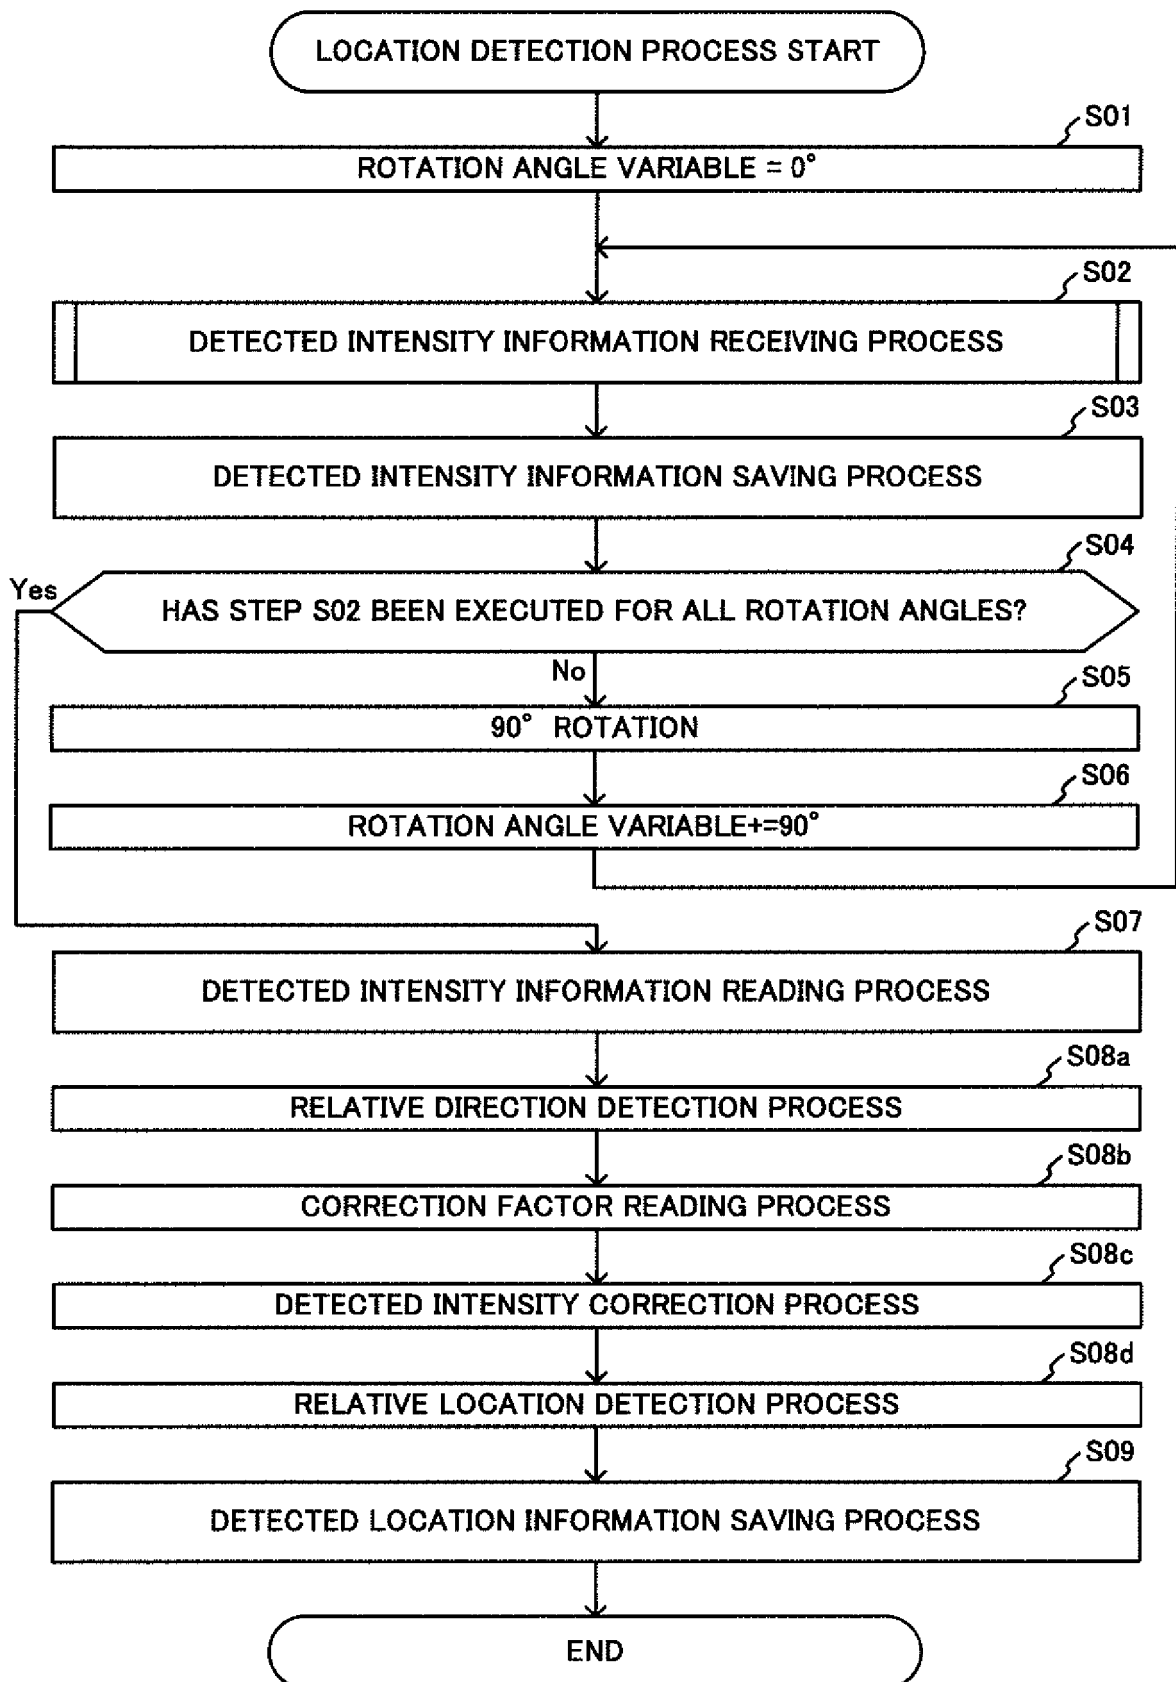 LOCATION DETECTION PROCESS START
S01
ROTATION ANGLE VARIABLE = 0°
S02
DETECTED INTENSITY INFORMATION RECEIVING PROCESS
S03
DETECTED INTENSITY INFORMATION SAVING PROCESS
S04
Yes
HAS STEP S02 BEEN EXECUTED FOR ALL ROTATION ANGLES?
No
S05
90° ROTATION
S06
ROTATION ANGLE VARIABLE+=90°
S07
DETECTED INTENSITY INFORMATION READING PROCESS
S08a
RELATIVE DIRECTION DETECTION PROCESS
S08b
CORRECTION FACTOR READING PROCESS
S08c
DETECTED INTENSITY CORRECTION PROCESS
S08d
RELATIVE LOCATION DETECTION PROCESS
S09
DETECTED LOCATION INFORMATION SAVING PROCESS
END